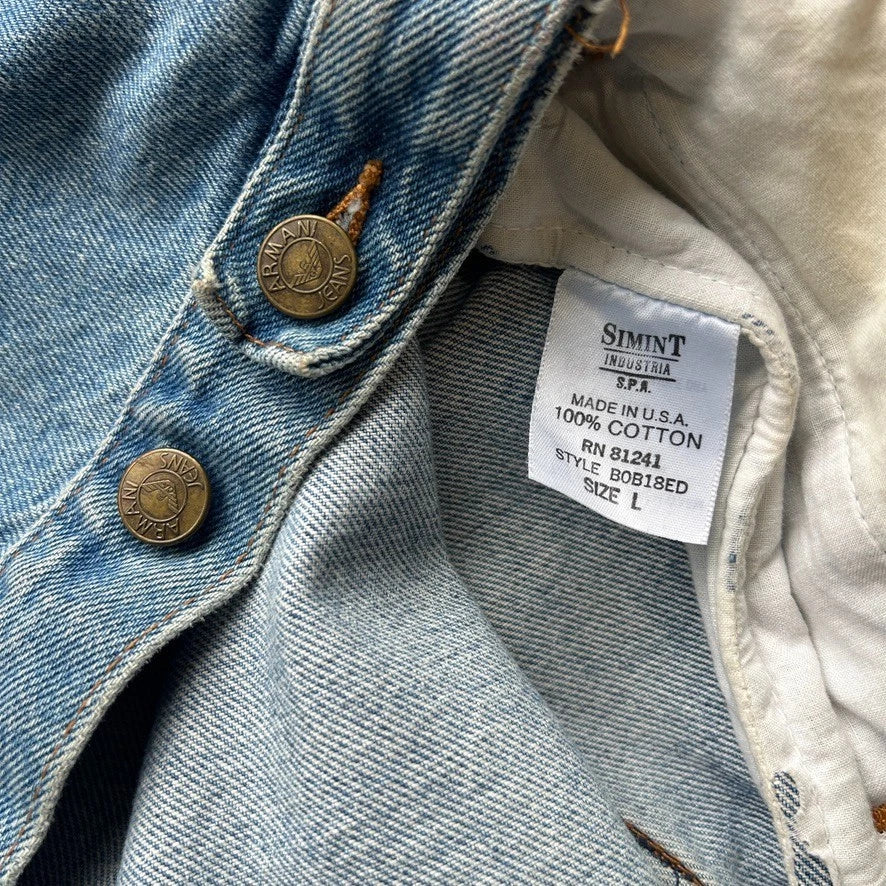 ARMANI
JEANS
ARMANI
JEANS
SIMINT
INDUSTRIA
S.P.A.
MADE IN U.S.A.
100% COTTON
RN 81241
STYLE B0B18ED
SIZE L